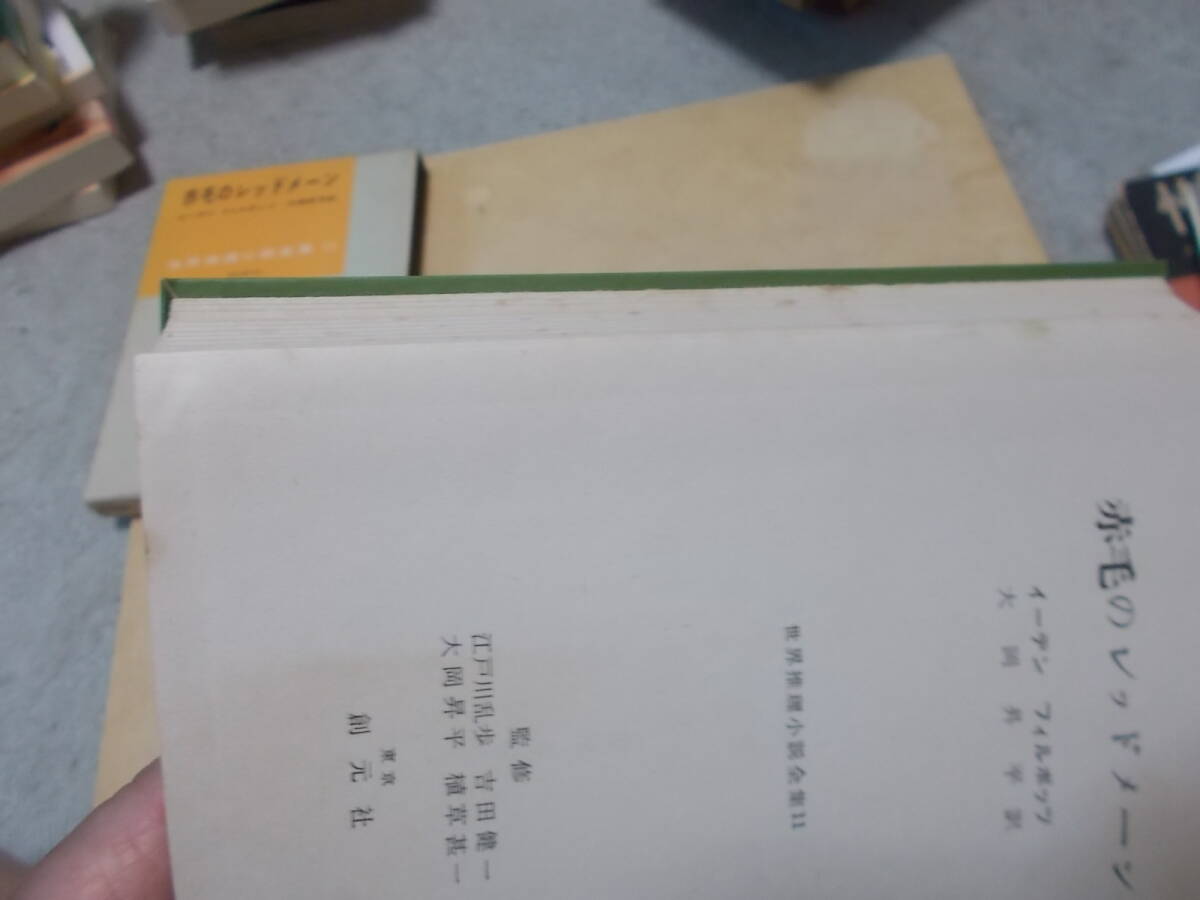 赤毛のレッドメーン
イーデン フィルポッツ
大岡昇平訳
世界推理小説全集11
監修
江戸川乱歩 吉田健一
大岡昇平 植草甚一
東京
創元社
赤毛のレッドメーン
サ